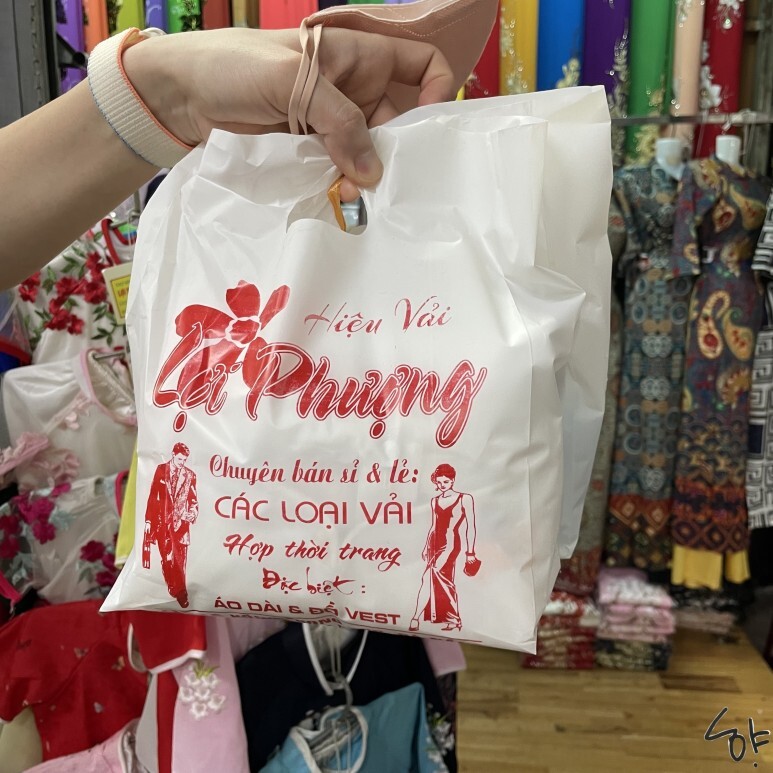 Hiệu Vải
Lợi Phượng
Chuyên bán sỉ & lẻ:
CÁC LOẠI VẢI
Hợp thời trang
Đặc biệt:
ÁO DÀI & ĐỒ VEST